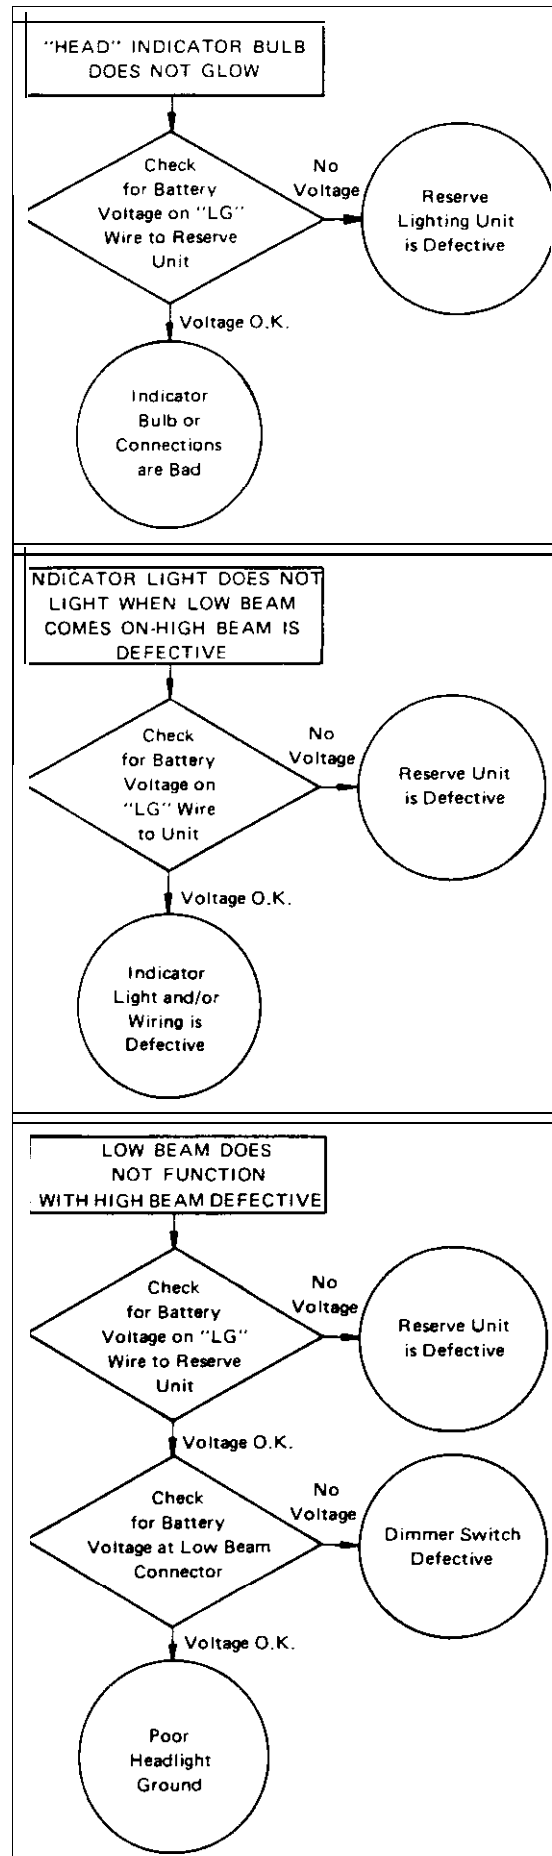 "HEAD" INDICATOR BULB
DOES NOT GLOW
Check
for Battery
Voltage on "LG"
Wire to Reserve
Unit
No
Voltage
Reserve
Lighting Unit
is Defective
Voltage O.K.
Indicator
Bulb or
Connections
are Bad
NDICATOR LIGHT DOES NOT
LIGHT WHEN LOW BEAM
COMES ON-HIGH BEAM IS
DEFECTIVE
Check
for Battery
Voltage on
"LG" Wire
to Unit
No
Voltage
Reserve Unit
is Defective
Voltage O.K.
Indicator
Light and/or
Wiring is
Defective
LOW BEAM DOES
NOT FUNCTION
WITH HIGH BEAM DEFECTIVE
Check
for Battery
Voltage on "LG"
Wire to Reserve
Unit
No
Voltage
Reserve Unit
is Defective
Voltage O.K.
Check
for Battery
Voltage at Low Beam
Connector
No
Voltage
Dimmer Switch
Defective
Voltage O.K.
Poor
Headlight
Ground